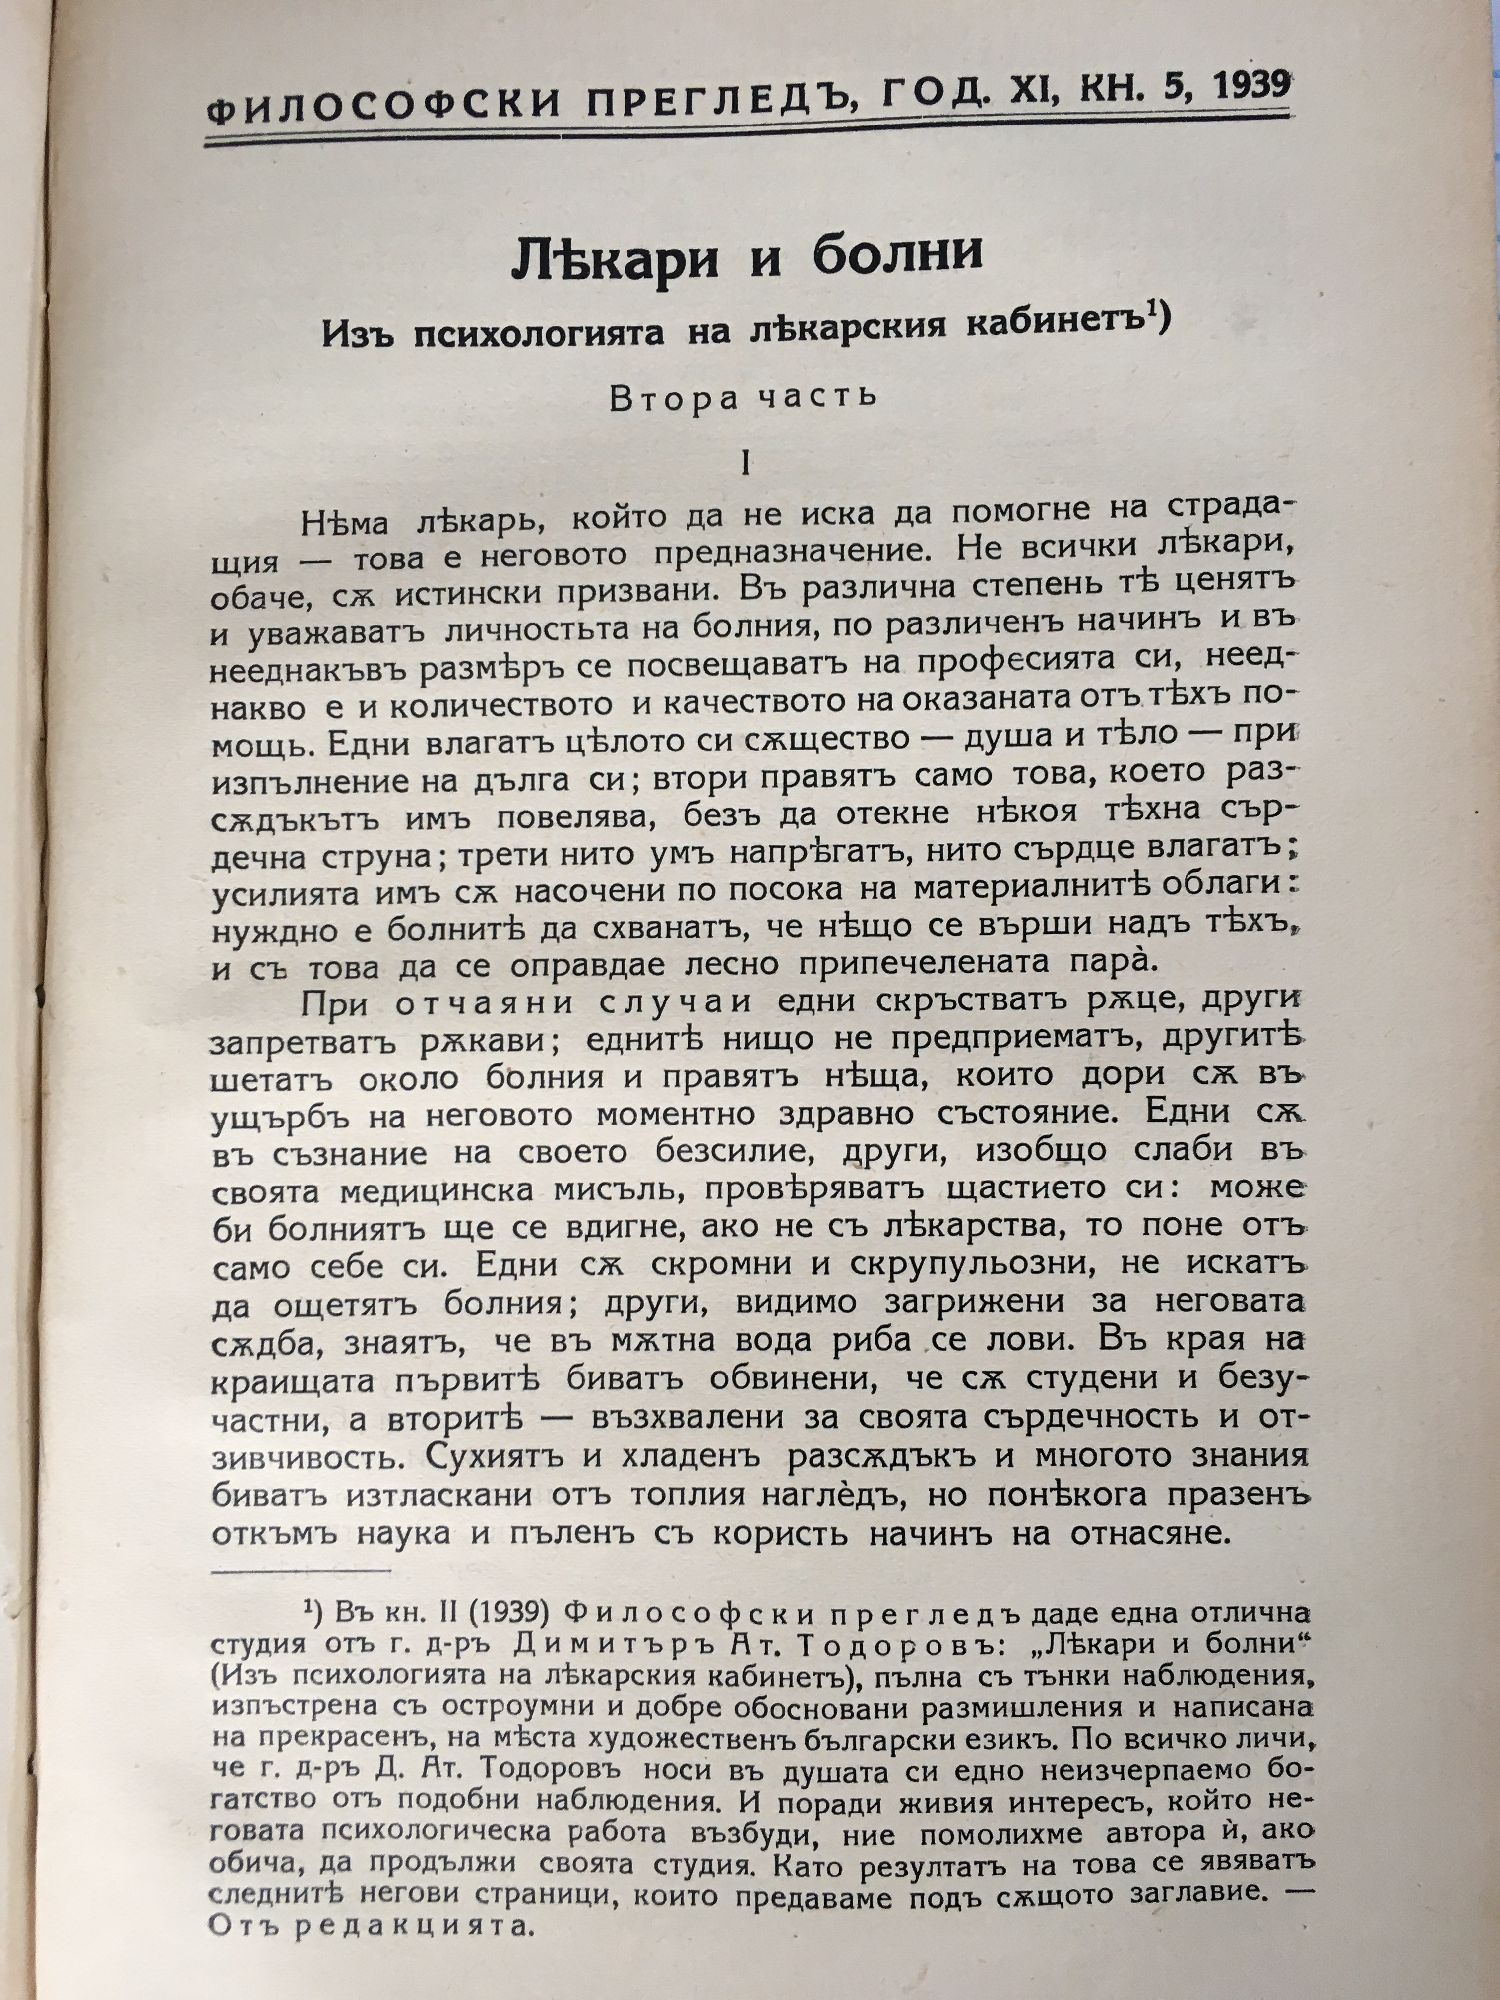 ФИЛОСОФСКИ ПРЕГЛЕДЪ, ГОД. XI, КН. 5, 1939
Лѣкари и болни
Изъ психологията на лѣкарския кабинетъ¹)
Втора часть
I
Нѣма лѣкарь, който да не иска да помогне на страда-
щия — това е неговото предназначение. Не всички лѣкари,
обаче, сѫ истински призвани. Въ различна степень тѣ ценятъ
и уважаватъ личностьта на болния, по различенъ начинъ и въ
нееднакъвъ размѣръ се посвещаватъ на професията си, неед-
накво е и количеството и качеството на оказаната отъ тѣхъ по-
мощь. Едни влагатъ цѣлото си сѫщество — душа и тѣло — при
изпълнение на дълга си; втори правятъ само това, което раз-
сѫдъкътъ имъ повелява, безъ да отекне нѣкоя тѣхна сър-
дечна струна; трети нито умъ напрѣгатъ, нито сърдце влагатъ;
усилията имъ сѫ насочени по посока на материалнитѣ облаги:
нуждно е болнитѣ да схванатъ, че нѣщо се върши надъ тѣхъ,
и съ това да се оправдае лесно припечелената парà.
При отчаяни случаи едни скръстватъ рѫце, други
запретватъ рѫкави; еднитѣ нищо не предприематъ, другитѣ
шетатъ около болния и правятъ нѣща, които дори сѫ въ
ущърбъ на неговото моментно здравно състояние. Едни сѫ
въ съзнание на своето безсилие, други, изобщо слаби въ
своята медицинска мисъль, провѣряватъ щастието си: може
би болниятъ ще се вдигне, ако не съ лѣкарства, то поне отъ
само себе си. Едни сѫ скромни и скрупульозни, не искатъ
да ощетятъ болния; други, видимо загрижени за неговата
сѫдба, знаятъ, че въ мѫтна вода риба се лови. Въ края на
краищата първитѣ биватъ обвинени, че сѫ студени и безу-
частни, а вторитѣ — възхвалени за своята сърдечность и от-
зивчивость. Сухиятъ и хладенъ разсѫдъкъ и многото знания
биватъ изтласкани отъ топлия наглѐдъ, но понѣкога празенъ
откъмъ наука и пъленъ съ користь начинъ на отнасяне.
¹) Въ кн. II (1939) Философски прегледъ даде една отлична
студия отъ г. д-ръ Димитъръ Ат. Тодоровъ: „Лѣкари и болни“
(Изъ психологията на лѣкарския кабинетъ), пълна съ тънки наблюдения,
изпъстрена съ остроумни и добре обосновани размишления и написана
на прекрасенъ, на мѣста художественъ български езикъ. По всичко личи,
че г. д-ръ Д. Ат. Тодоровъ носи въ душата си едно неизчерпаемо бо-
гатство отъ подобни наблюдения. И поради живия интересъ, който не-
говата психологическа работа възбуди, ние помолихме автора ѝ, ако
обича, да продължи своята студия. Като резултатъ на това се явяватъ
следнитѣ негови страници, които предаваме подъ сѫщото заглавие. —
Отъ редакцията.